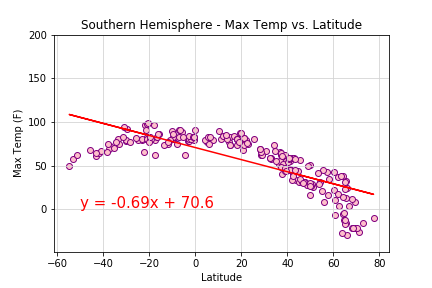 Southern Hemisphere - Max Temp vs. Latitude
200
150
100
50
0
Max Temp (F)
y = -0.69x + 70.6
−60 −40 −20 0 20 40 60 80
Latitude